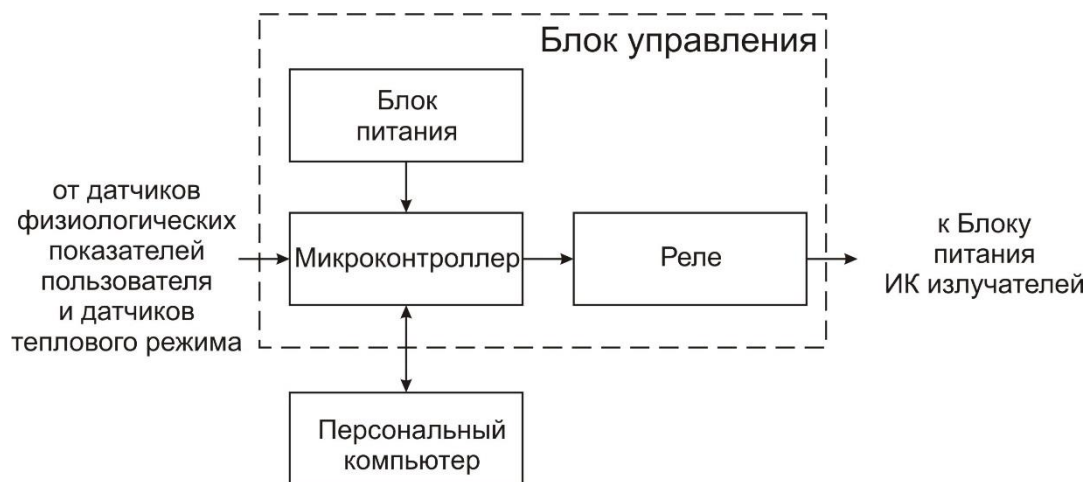 Блок управления
Блок
питания
от датчиков
физиологических
показателей
пользователя
и датчиков
теплового режима
Микроконтроллер
Реле
к Блоку
питания
ИК излучателей
Персональный
компьютер